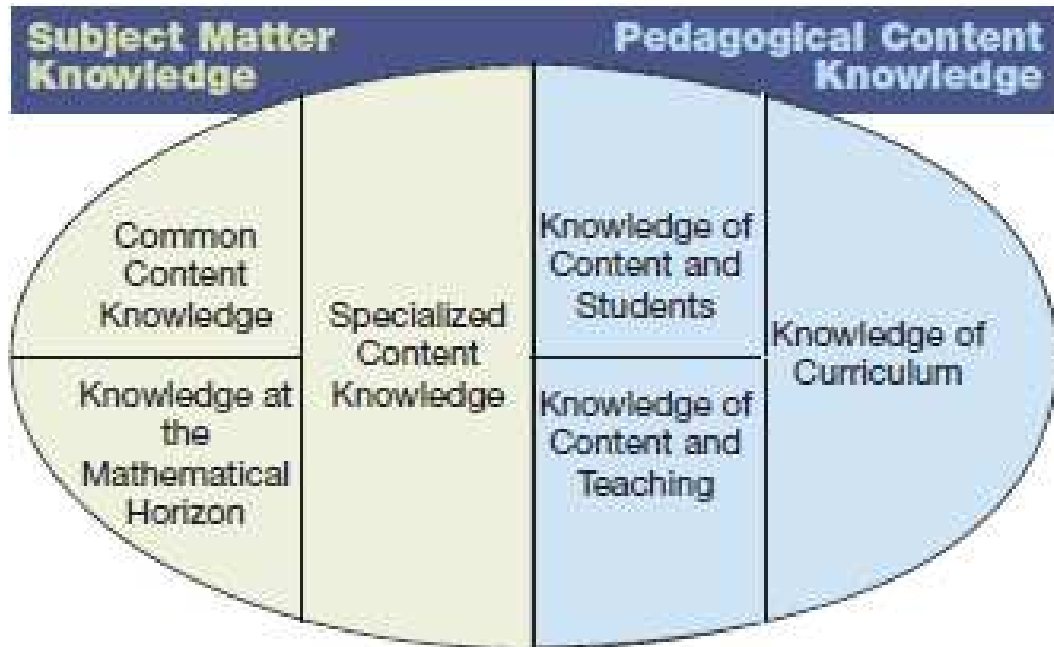 Subject Matter
Knowledge
Pedagogical Content
Knowledge
Common
Content
Knowledge
Knowledge at
the
Mathematical
Horizon
Specialized
Content
Knowledge
Knowledge of
Content and
Students
Knowledge of
Content and
Teaching
Knowledge of
Curriculum